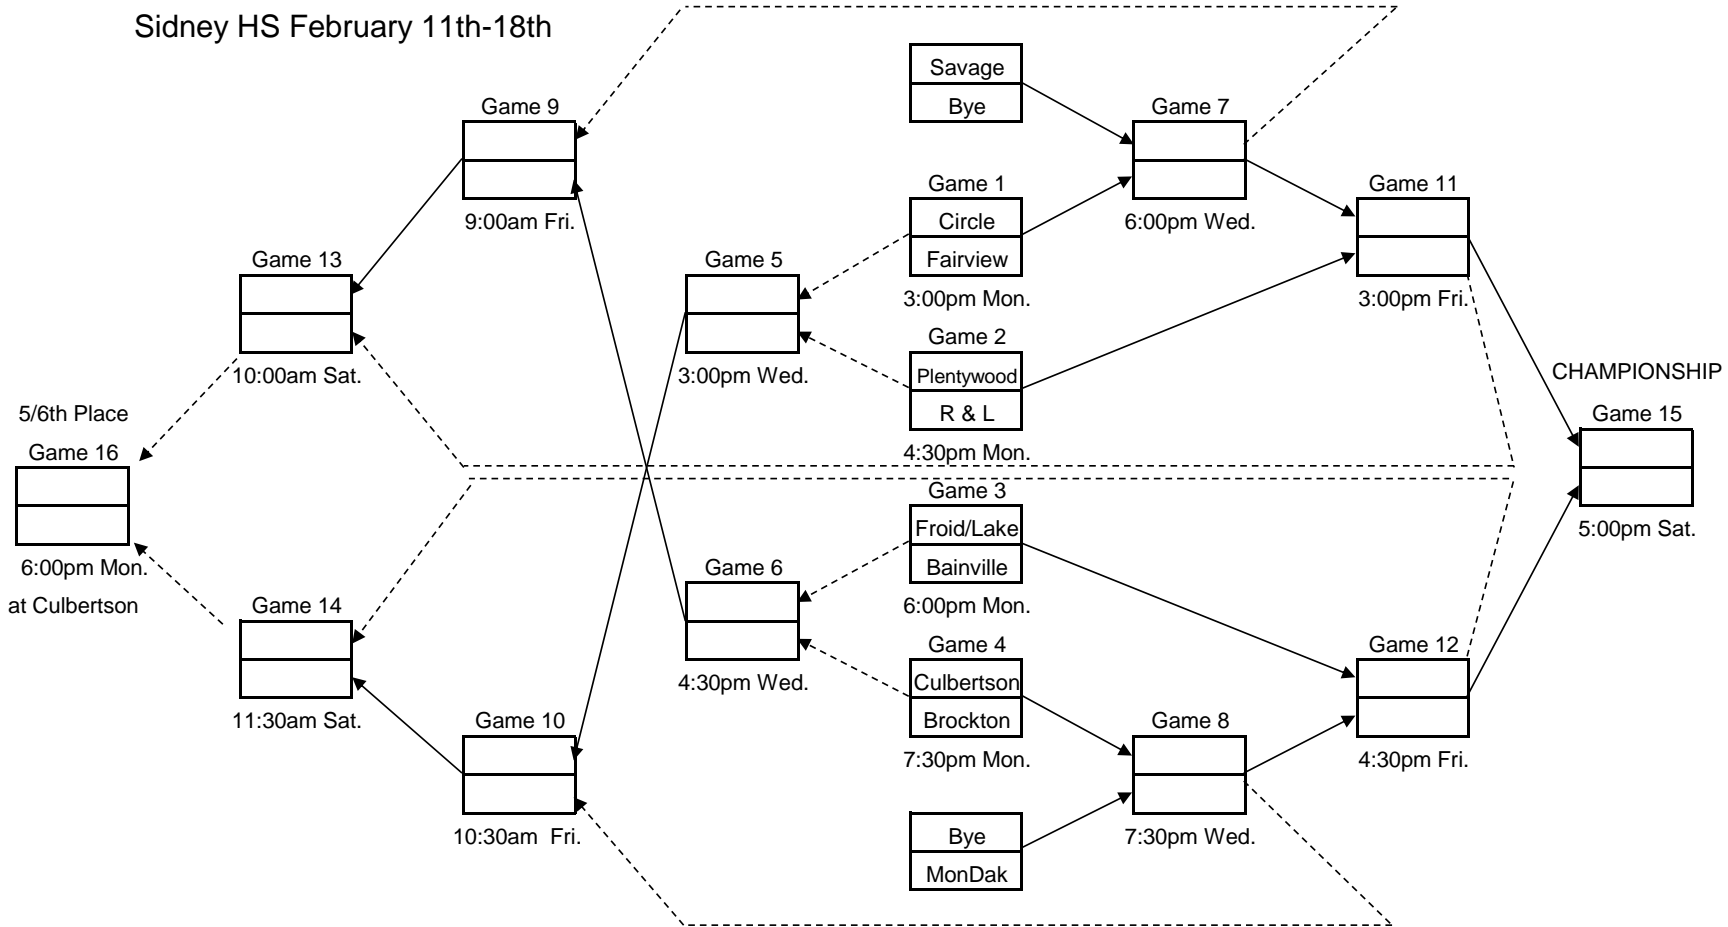 Sidney HS February 11th-18th
Savage
Bye
Game 9
Game 7
9:00am Fri.
Game 1
Circle
Fairview
3:00pm Mon.
6:00pm Wed.
Game 11
3:00pm Fri.
Game 13
10:00am Sat.
Game 5
3:00pm Wed.
Game 2
Plentywood
R & L
4:30pm Mon.
CHAMPIONSHIP
Game 15
5:00pm Sat.
5/6th Place
Game 16
6:00pm Mon.
at Culbertson
Game 3
Froid/Lake
Bainville
6:00pm Mon.
Game 6
4:30pm Wed.
Game 14
11:30am Sat.
Game 4
Culbertson
Brockton
7:30pm Mon.
Game 12
4:30pm Fri.
Game 10
10:30am  Fri.
Game 8
7:30pm Wed.
Bye
MonDak